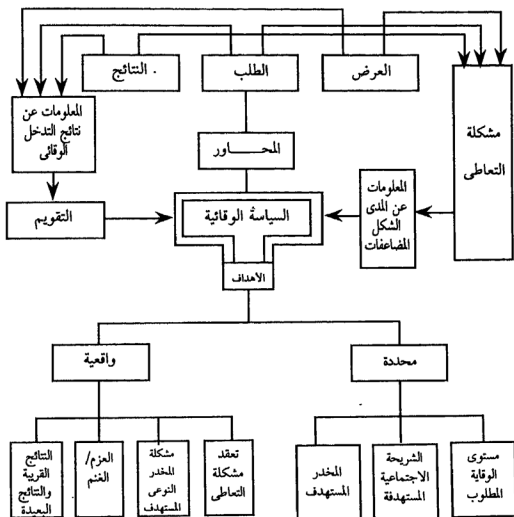 العرض
الطلب
النتائج .
مشكلة
التعاطى
المعلومات عن
نتائج التدخل
الوقائى
المحـــاور
المعلومات
عن المدى
الشكل
المضاعفات
السياسة الوقائية
التقويم
الأهداف
محددة
واقعية
مستوى
الوقاية
المطلوب
الشريحة
الاجتماعية
المستهدفة
المخدر
المستهدف
تعقد
مشكلة
التعاطى
مشكلة
المخدر
النوعى
المستهدف
العزم/
الغنم
النتائج
القريبة
والنتائج
البعيدة